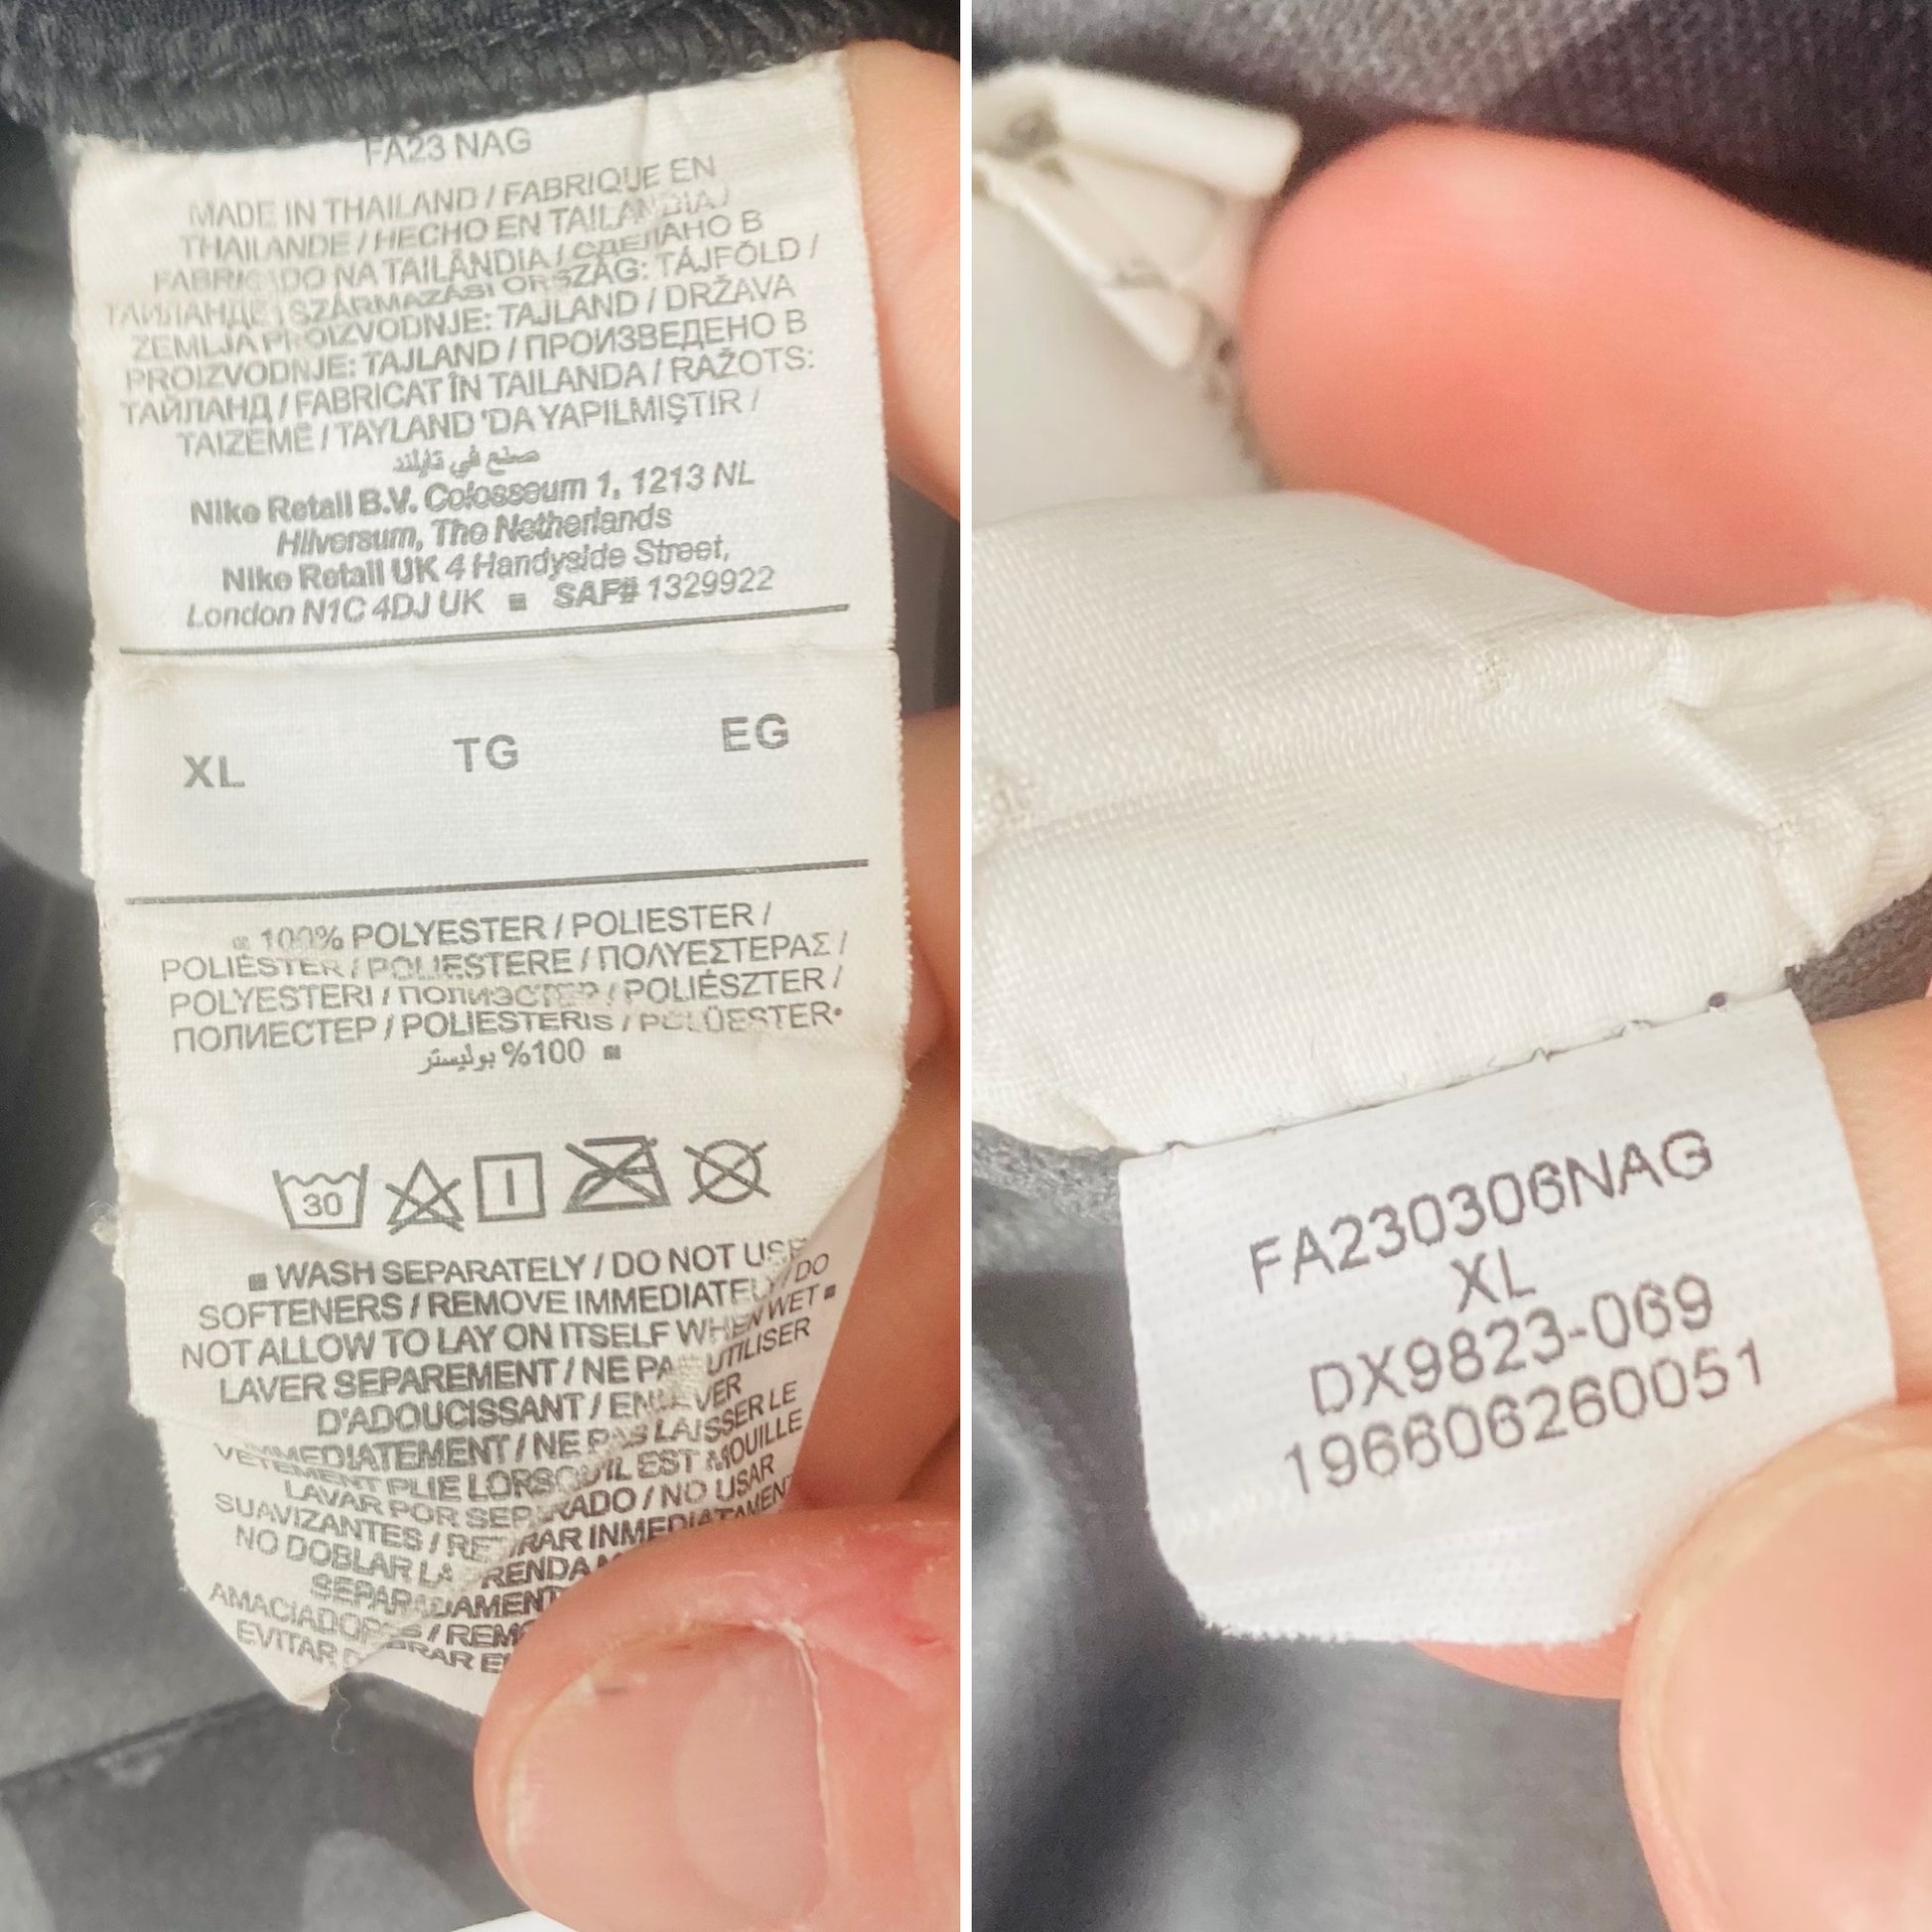 FA23 NAG
MADE IN THAILAND / FABRIQUE EN
THAILANDE / HECHO EN TAILANDIA /
FABRICADO NA TAILÂNDIA / СДЕЛАНО В
ТАИЛАНДЕ / SZÁRMAZÁSI ORSZÁG: TÁJFÖLD /
ZEMLJA PROIZVODNJE: TAJLAND / DRŽAVA
PROIZVODNJE: TAJLAND / ПРОИЗВЕДЕНО В
ТАЙЛАНД / FABRICAT ÎN TAILANDA / RAŽOTS:
TAIZEMĒ / TAYLAND 'DA YAPILMIŞTIR /
صنع في تايلند
Nike Retail B.V. Colosseum 1, 1213 NL
Hilversum, The Netherlands
Nike Retail UK 4 Handyside Street,
London N1C 4DJ UK ■ SAF# 1329922
XL TG EG
100% POLYESTER / POLIESTER /
POLIÉSTER / POLIESTERE / ΠΟΛΥΕΣΤΕΡΑΣ /
POLYESTERI / ПОЛИЭСТЕР / POLIÉSZTER /
ПОЛИЕСТЕР / POLIESTERIS / POLÜESTER•
100% بوليستر ■
30
■ WASH SEPARATELY / DO NOT USE
SOFTENERS / REMOVE IMMEDIATELY / DO
NOT ALLOW TO LAY ON ITSELF WHEN WET ■
LAVER SEPAREMENT / NE PAS UTILISER
D'ADOUCISSANT / ENLEVER
IMMEDIATEMENT / NE PAS LAISSER LE
VETEMENT PLIE LORSQU'IL EST MOUILLE
LAVAR POR SEPARADO / NO USAR
SUAVIZANTES / RETIRAR INMEDIATAMEN
NO DOBLAR LA PRENDA
SEPARADAMEN
AMACIADORES / REM
EVITAR
FA230306NAG
XL
DX9823-069
196606260051